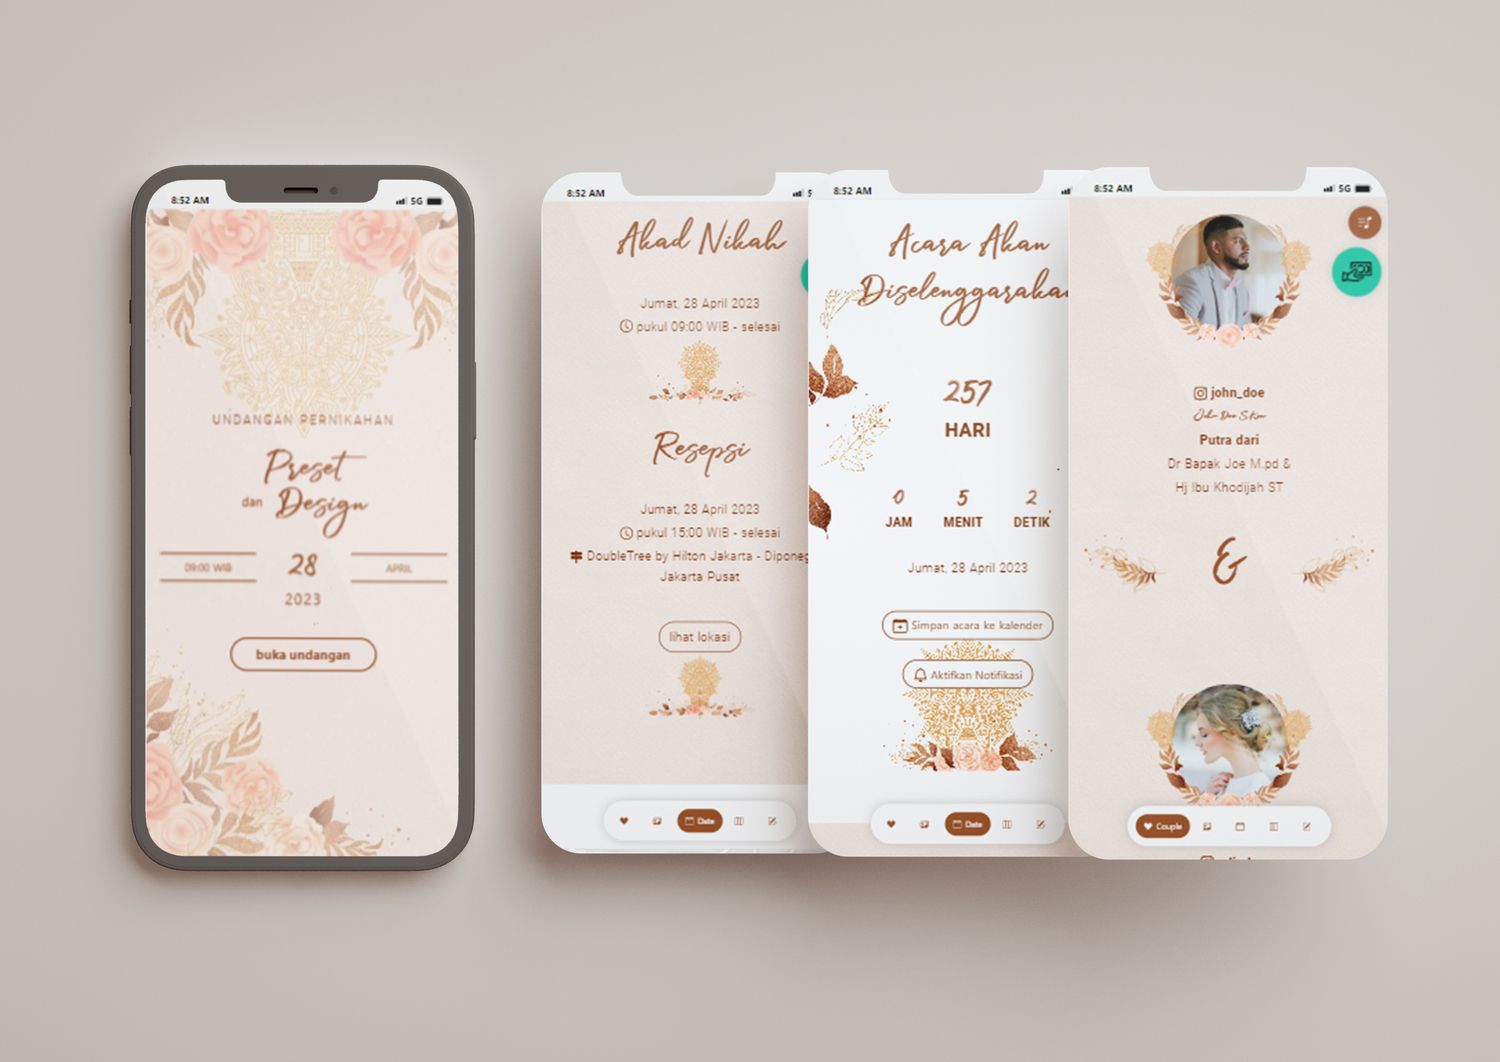 8:52 AM
5G
UNDANGAN PERNIKAHAN
Preset
dan Design
09:00 WIB
28
APRIL
2023
buka undangan
8:52 AM
Akad Nikah
Jumat, 28 April 2023
pukul 09:00 WIB - selesai
Resepsi
Jumat, 28 April 2023
pukul 15:00 WIB - selesai
DoubleTree by Hilton Jakarta - Diponeg
Jakarta Pusat
lihat lokasi
Date
8:52 AM
Acara Akan
Diselenggarakan
257
HARI
0 5 2
JAM MENIT DETIK
Jumat, 28 April 2023
Simpan acara ke kalender
Aktifkan Notifikasi
Date
8:52 AM
5G
john_doe
Putra dari
Dr Bapak Joe M.pd &
Hj Ibu Khodijah ST
&
Couple